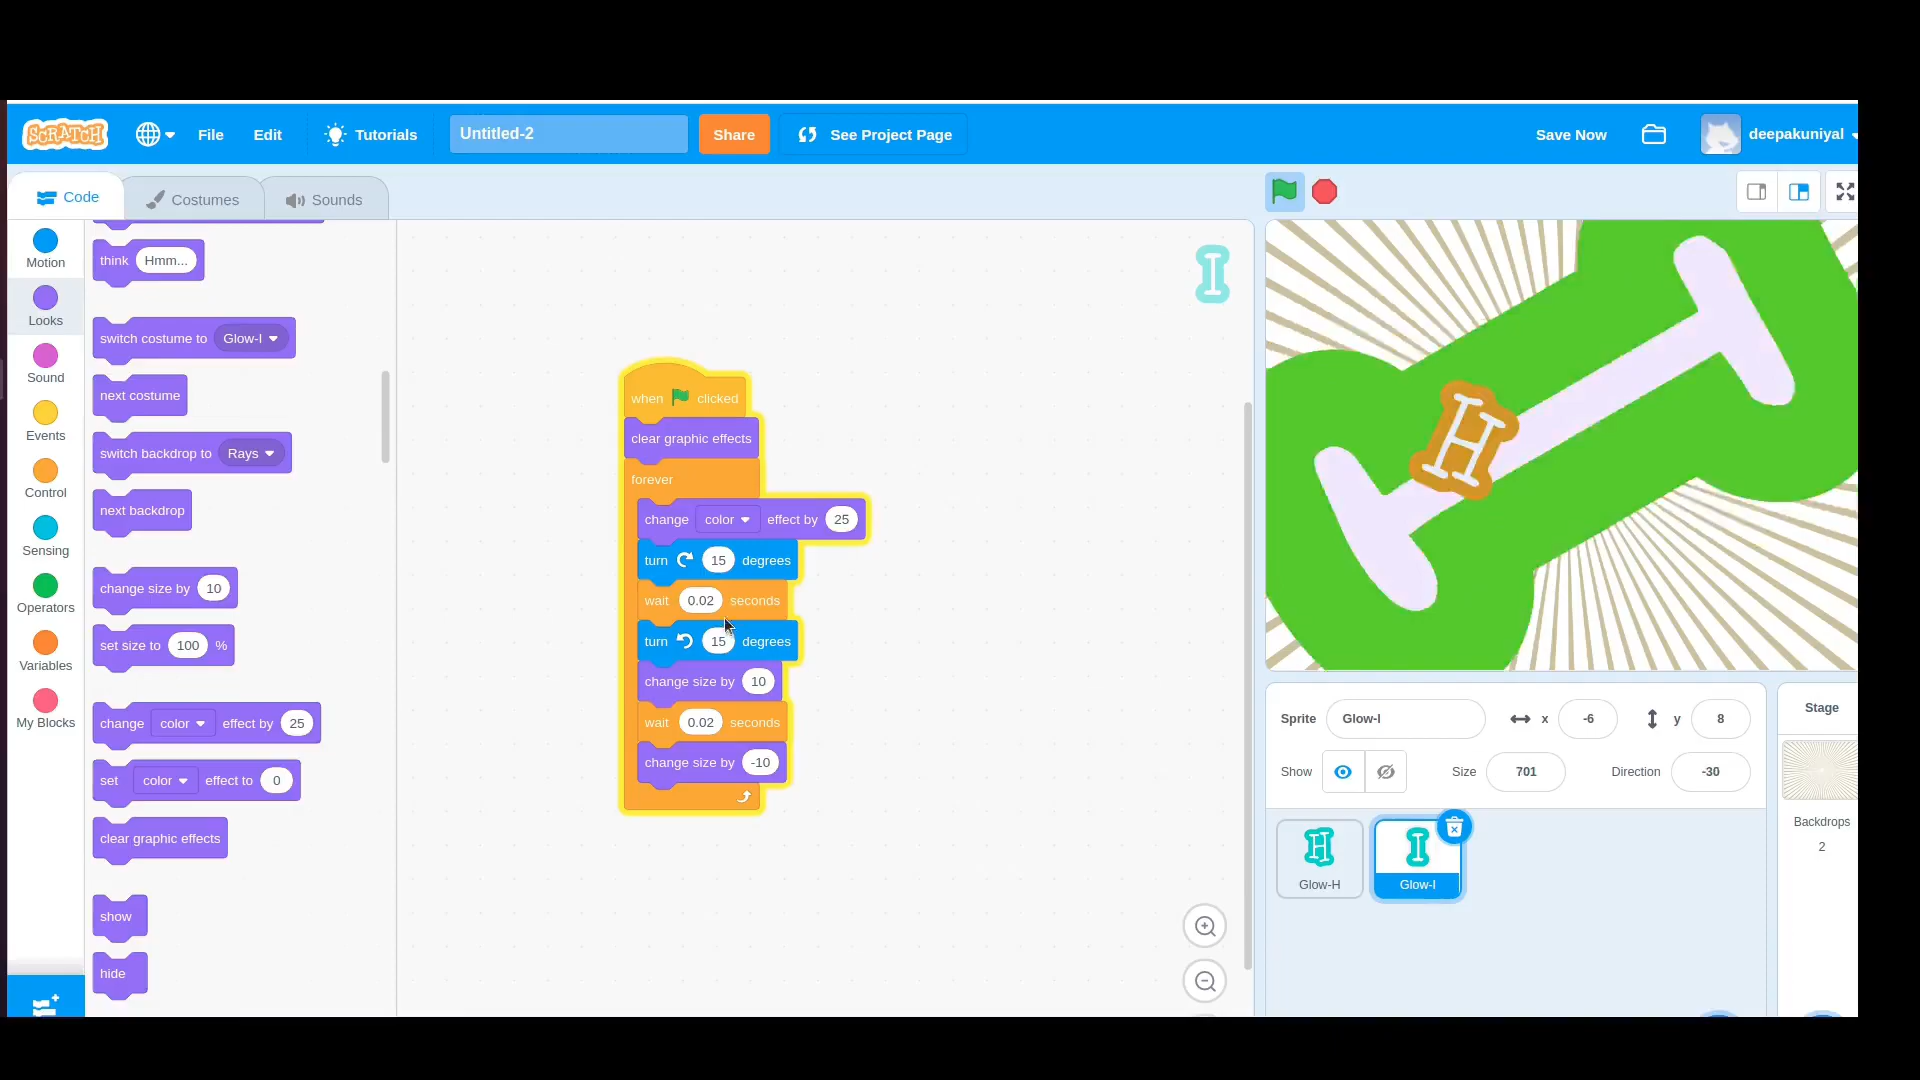 SCRATCH File Edit Tutorials Untitled-2 Share See Project Page Save Now deepakuniyal
Code Costumes Sounds
Motion
Looks
Sound
Events
Control
Sensing
Operators
Variables
My Blocks
think Hmm...
switch costume to Glow-I
next costume
switch backdrop to Rays
next backdrop
change size by 10
set size to 100 %
change color effect by 25
set color effect to 0
clear graphic effects
show
hide
when clicked
clear graphic effects
forever
change color effect by 25
turn 15 degrees
wait 0.02 seconds
turn 15 degrees
change size by 10
wait 0.02 seconds
change size by -10
I
H
I
Sprite Glow-I x -6 y 8
Show Size 701 Direction -30
H
Glow-H
I
Glow-I
Stage
Backdrops
2